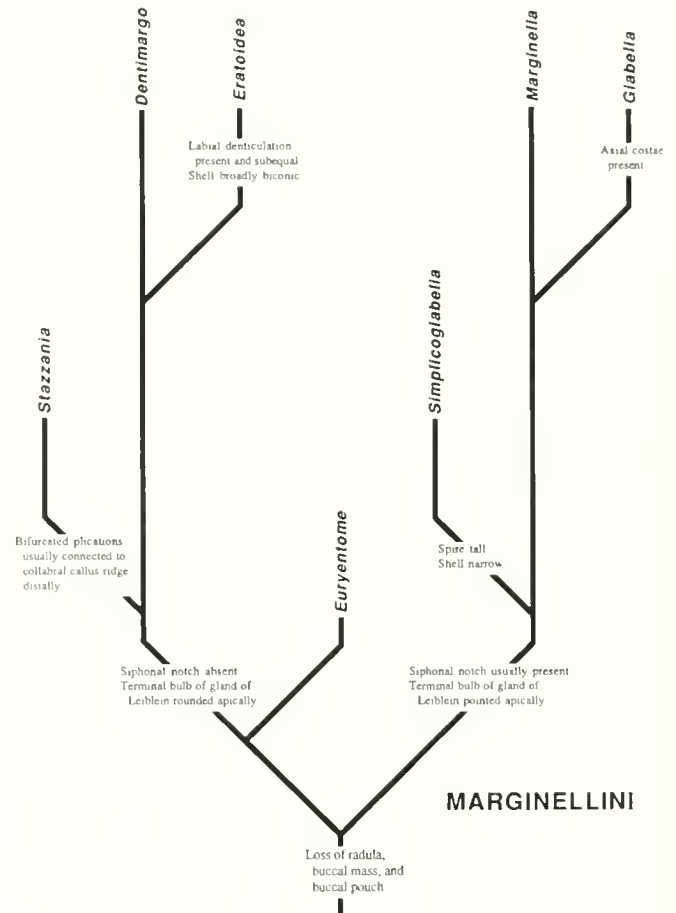 Dentimargo
Eratoidea
Marginella
Glabella
Labial denticulation
present and subequal
Shell broadly biconic
Axial costae
present
Stazzania
Simplicoglabella
Euryentome
Bifurcated plications
usually connected to
collabral callus ridge
distally
Spire tall
Shell narrow
Siphonal notch absent
Terminal bulb of gland of
Leiblein rounded apically
Siphonal notch usually present
Terminal bulb of gland of
Leiblein pointed apically
MARGINELLINI
Loss of radula,
buccal mass, and
buccal pouch